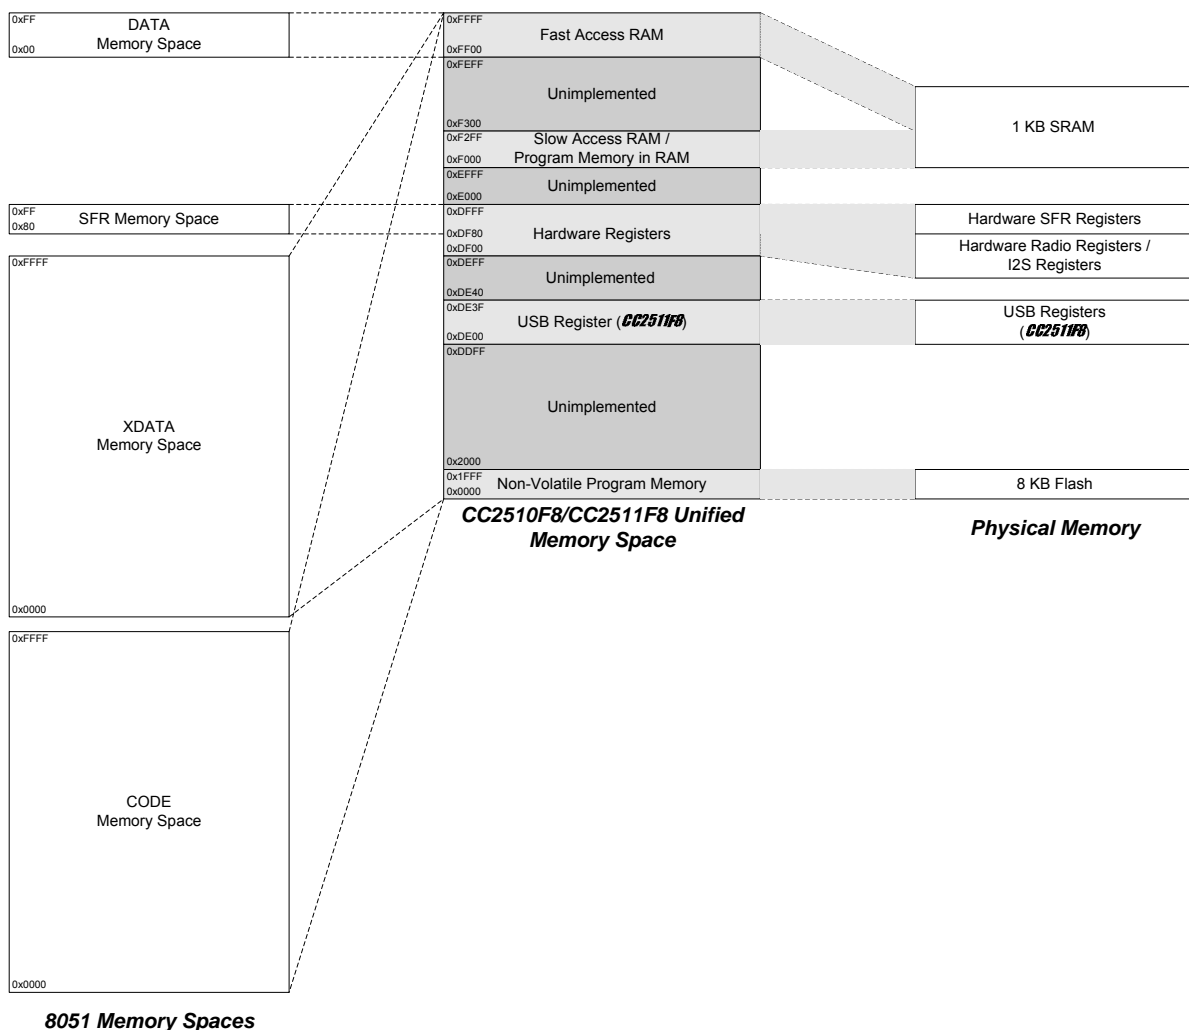 0xFF
DATA
Memory Space
0x00
0xFF
SFR Memory Space
0x80
0xFFFF
XDATA
Memory Space
0x0000
0xFFFF
CODE
Memory Space
0x0000
8051 Memory Spaces
0xFFFF
Fast Access RAM
0xFF00
0xFEFF
Unimplemented
0xF300
0xF2FF
Slow Access RAM /
Program Memory in RAM
0xF000
0xEFFF
Unimplemented
0xE000
0xDFFF
0xDF80
Hardware Registers
0xDF00
0xDEFF
Unimplemented
0xDE40
0xDE3F
USB Register (CC2511F8)
0xDE00
0xDDFF
Unimplemented
0x2000
0x1FFF
Non-Volatile Program Memory
0x0000
CC2510F8/CC2511F8 Unified
Memory Space
1 KB SRAM
Hardware SFR Registers
Hardware Radio Registers /
I2S Registers
USB Registers
(CC2511F8)
8 KB Flash
Physical Memory